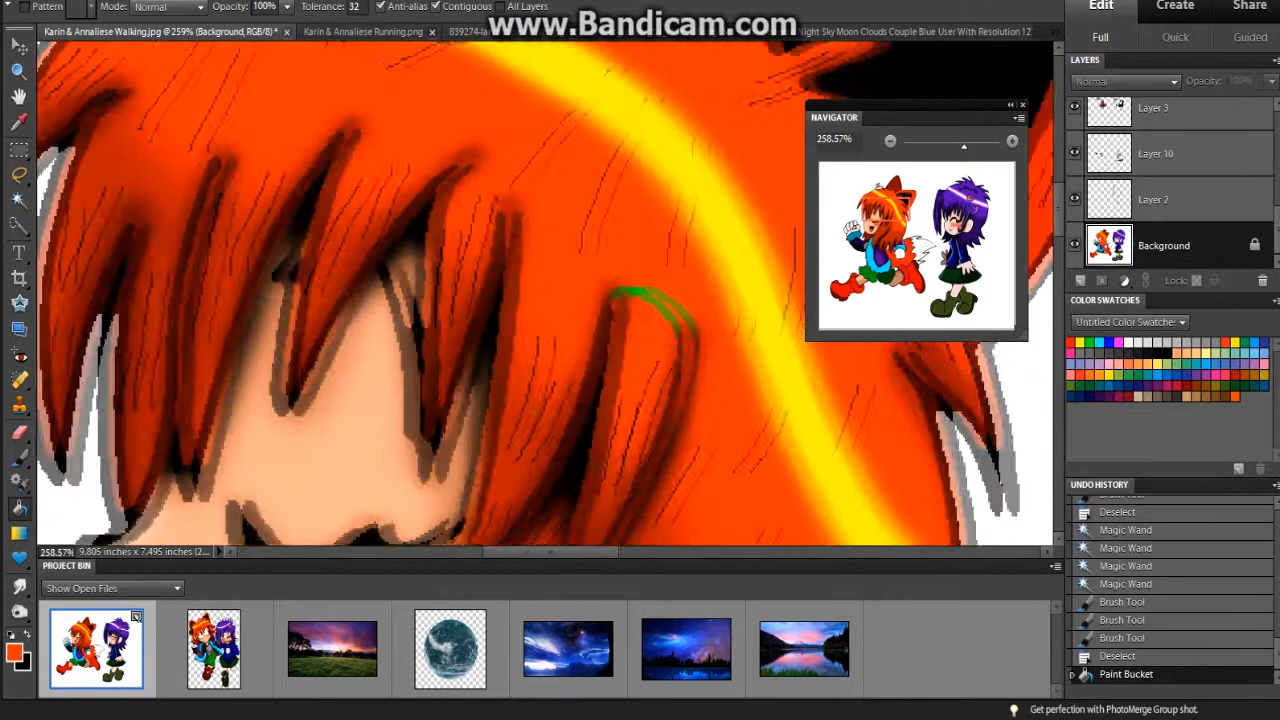 Pattern Mode: Normal Opacity: 100% Tolerance: 32 Anti-alias Contiguous All Layers Edit Create Share
www.Bandicam.com
Karin & Annaliese Walking.jpg @ 259% (Background, RGB/8) * × Karin & Annaliese Running.png × 839274-la Night Sky Moon Clouds Couple Blue User With Resolution 12 Full Quick Guided
LAYERS
Normal Opacity: 100%
Layer 3
NAVIGATOR
258.57%
Layer 10
Layer 2
Background
Lock:
COLOR SWATCHES
Untitled Color Swatches
UNDO HISTORY
Deselect
Magic Wand
Magic Wand
Magic Wand
Magic Wand
Brush Tool
Brush Tool
Brush Tool
Deselect
Paint Bucket
258.57% 9.805 inches x 7.495 inches (2...
PROJECT BIN
Show Open Files
Get perfection with PhotoMerge Group shot.